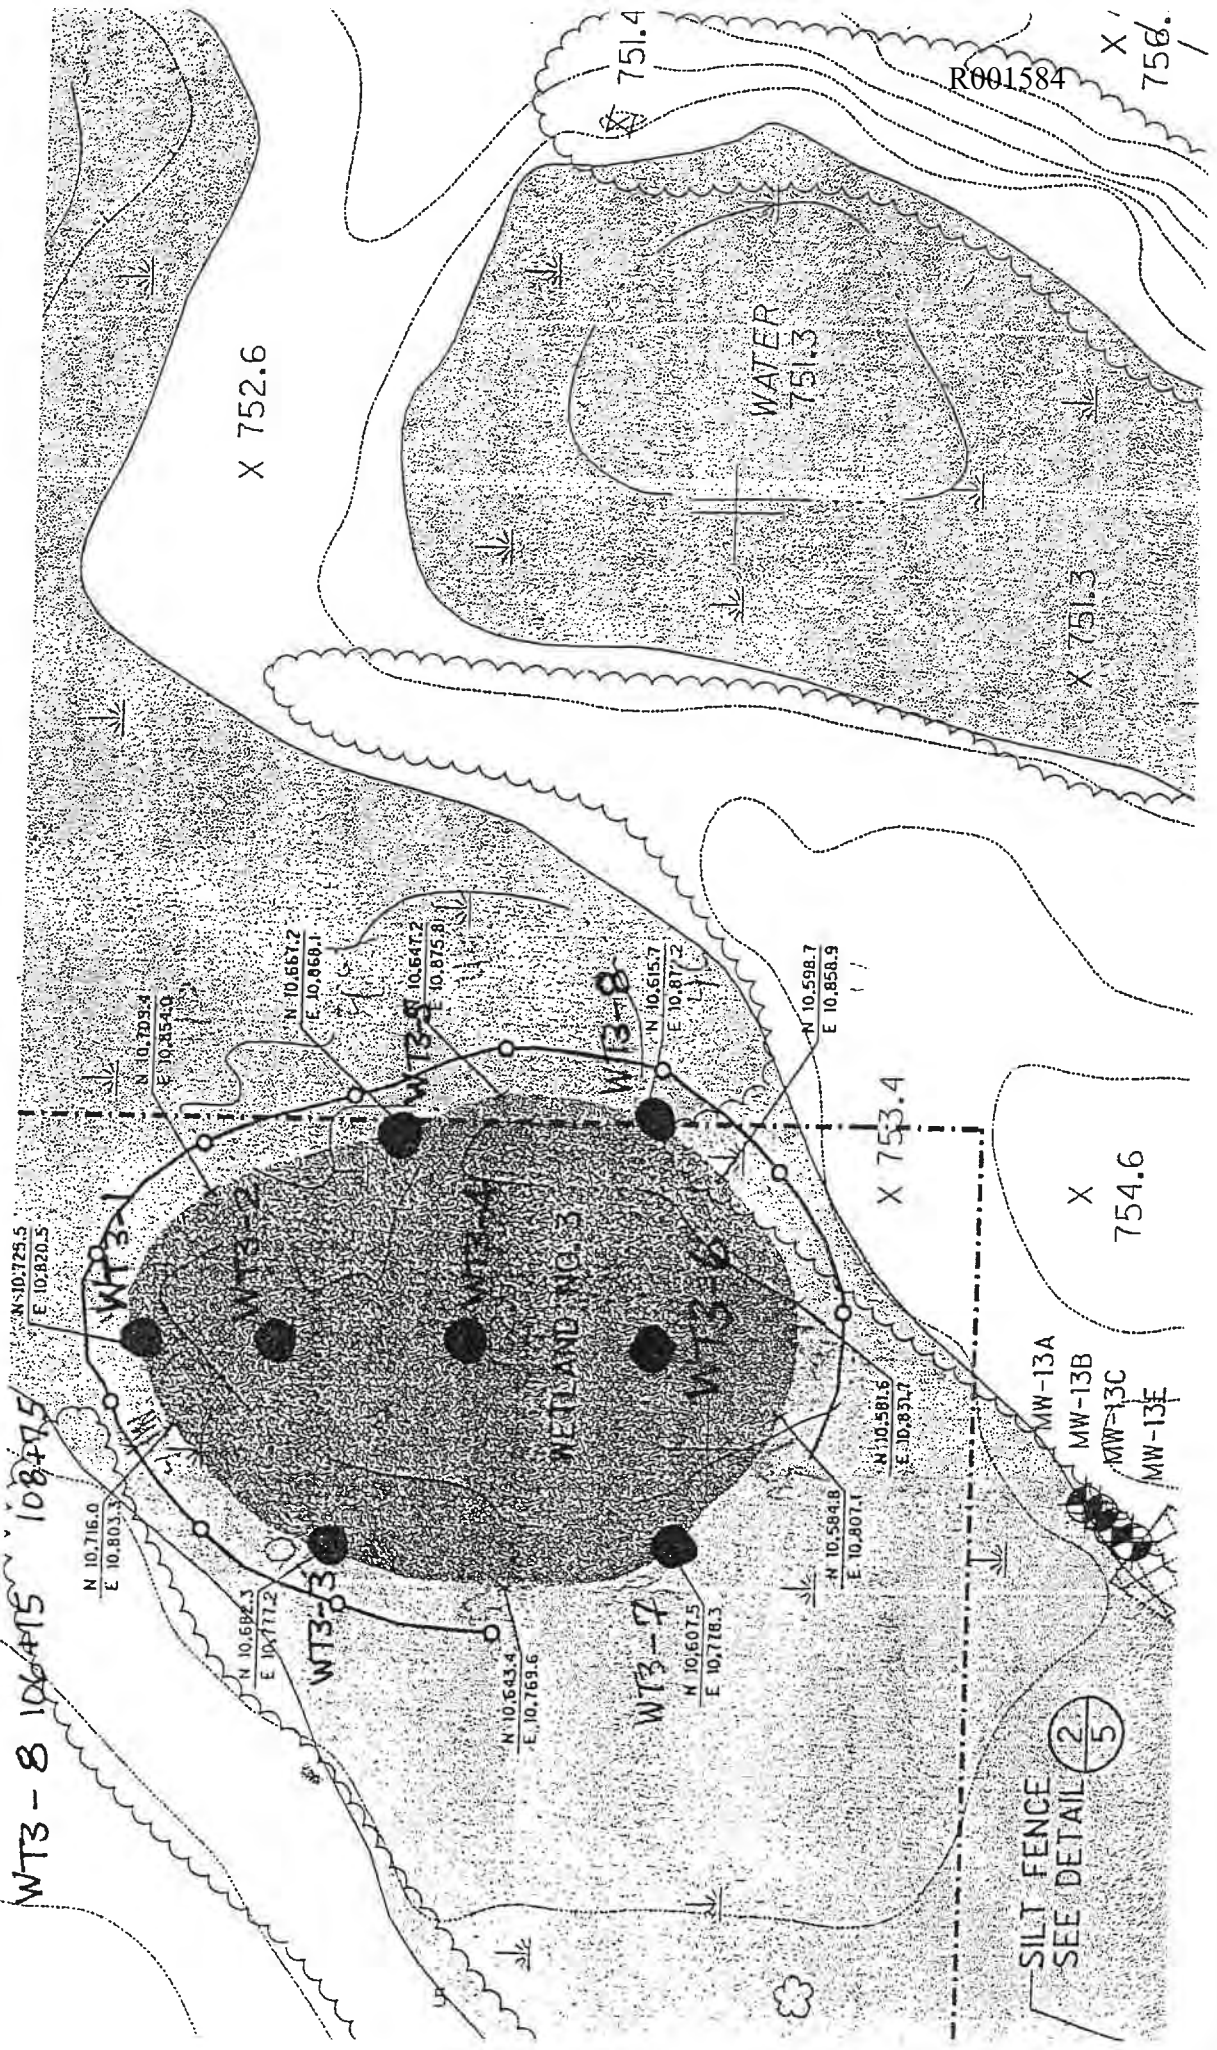 R001584
751.4
X
756.1
X 752.6
WATER
751.3
X 751.3
N 10,729.5
E 10,820.5
N 10,709.4
E 10,854.0
N 10,667.2
E 10,868.1
N 10,647.2
E 10,875.8
N 10,615.7
E 10,877.2
N 10,598.7
E 10,858.9
WT3-1
WT3-2
WT3-5
WT3-8
WT3-4
WETLAND NO. 3
WT3-6
X 753.4
X
754.6
WT3-8 106+15 108+75
N 10,716.0
E 10,803.3
N 10,682.3
E 10,777.2
WT3-3
N 10,643.4
E 10,769.6
WT3-7
N 10,607.5
E 10,778.3
N 10,584.8
E 10,807.1
N 10,581.6
E 10,831.7
MW-13A
MW-13B
MW-13C
MW-13E
SILT FENCE
SEE DETAIL
2
5